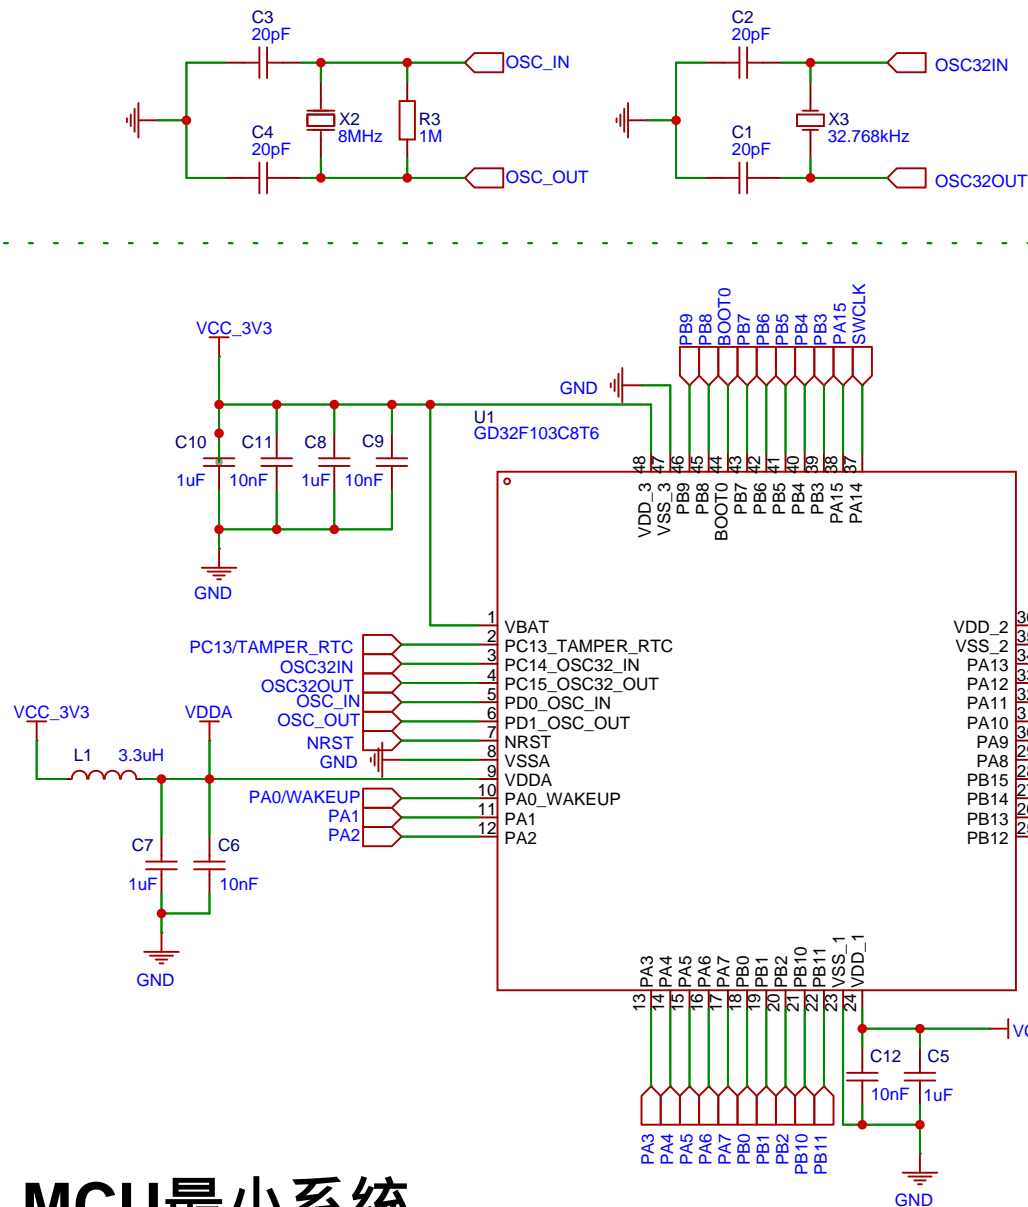 C3
20pF
OSC_IN
X2
8MHz
R3
1M
C4
20pF
OSC_OUT
C2
20pF
OSC32IN
X3
32.768kHz
C1
20pF
OSC32OUT
VCC_3V3
C10
1uF
C11
10nF
C8
1uF
C9
10nF
GND
GND
U1
GD32F103C8T6
PB9
PB8
BOOT0
PB7
PB6
PB5
PB4
PB3
PA15
SWCLK
48
47
46
45
44
43
42
41
40
39
38
37
VDD_3
VSS_3
PB9
PB8
BOOT0
PB7
PB6
PB5
PB4
PB3
PA15
PA14
PC13/TAMPER_RTC
OSC32IN
OSC32OUT
OSC_IN
OSC_OUT
NRST
GND
PA0/WAKEUP
PA1
PA2
1 VBAT
2 PC13_TAMPER_RTC
3 PC14_OSC32_IN
4 PC15_OSC32_OUT
5 PD0_OSC_IN
6 PD1_OSC_OUT
7 NRST
8 VSSA
9 VDDA
10 PA0_WAKEUP
11 PA1
12 PA2
VDD_2
VSS_2
PA13
PA12
PA11
PA10
PA9
PA8
PB15
PB14
PB13
PB12
VCC_3V3
VDDA
L1
3.3uH
C7
1uF
C6
10nF
GND
PA3
PA4
PA5
PA6
PA7
PB0
PB1
PB2
PB10
PB11
VSS_1
VDD_1
13
14
15
16
17
18
19
20
21
22
23
24
PA3
PA4
PA5
PA6
PA7
PB0
PB1
PB2
PB10
PB11
C12
10nF
C5
1uF
GND
MCU最小系统